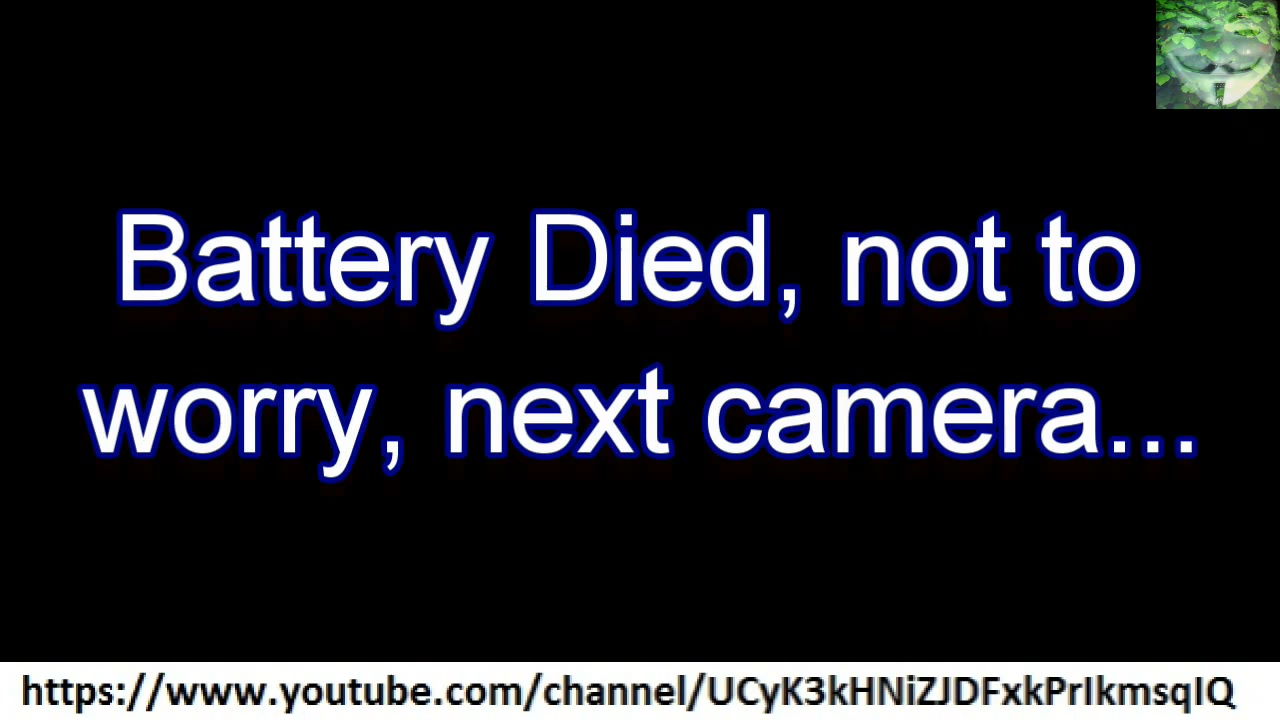 Battery Died, not to
worry, next camera...
https://www.youtube.com/channel/UCyK3kHNiZJDFxkPrIkmsqIQ